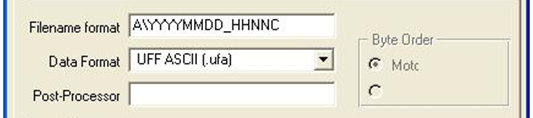 Filename format A\YYYYMMDD_HHNNC
Byte Order
Data Format UFF ASCII (.ufa)
Motc
Post-Processor